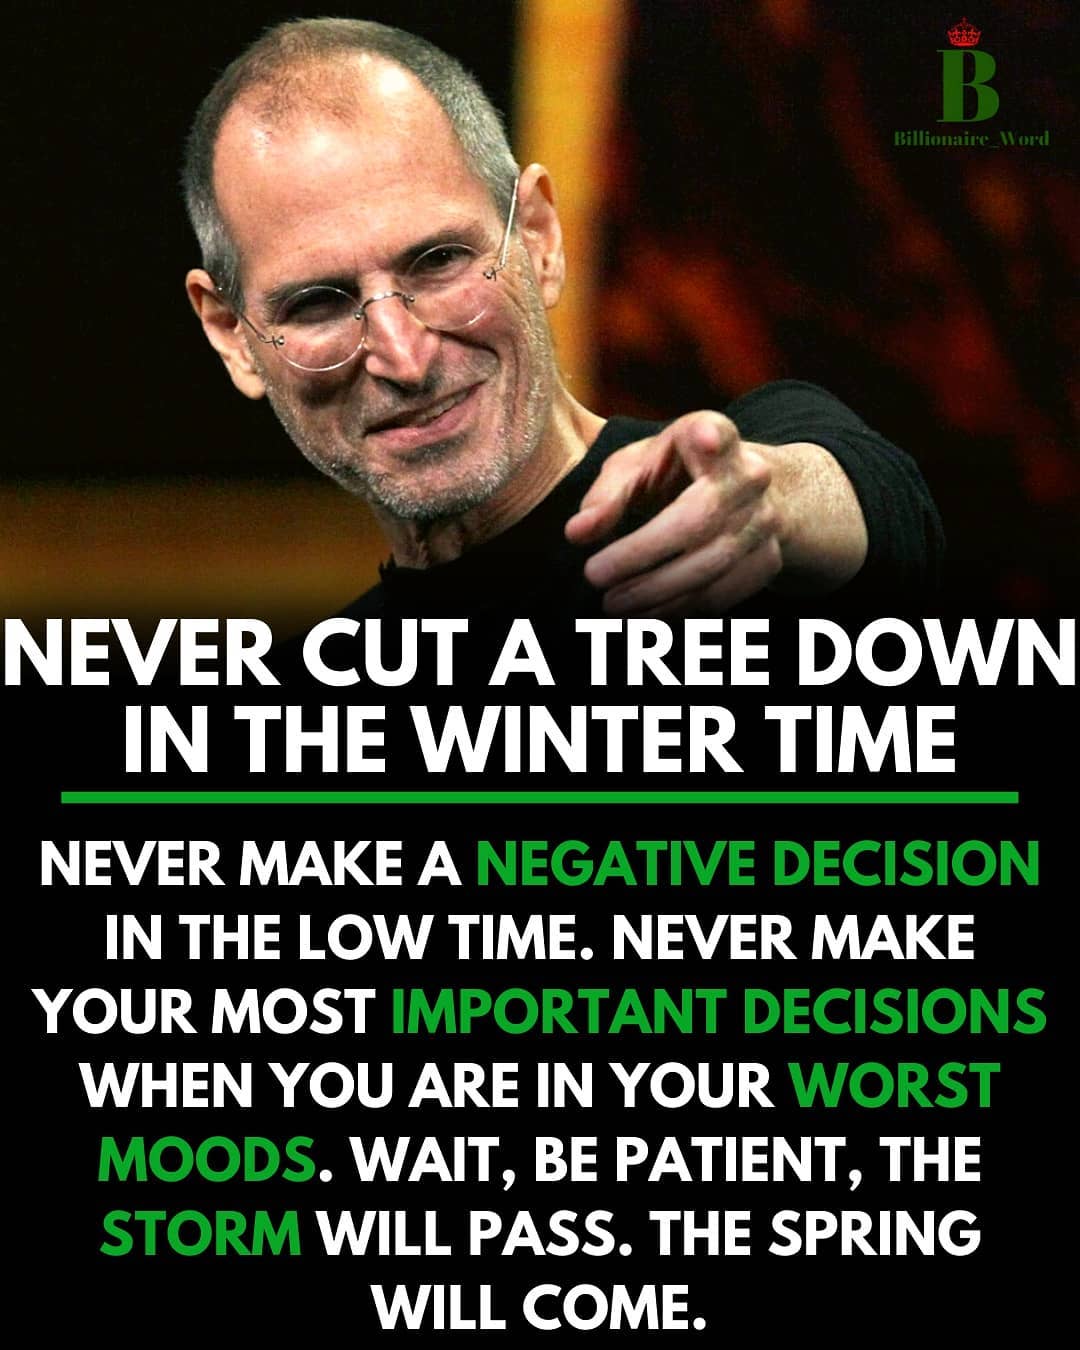 B
Billionaire_Word
NEVER CUT A TREE DOWN
IN THE WINTER TIME
NEVER MAKE A NEGATIVE DECISION
IN THE LOW TIME. NEVER MAKE
YOUR MOST IMPORTANT DECISIONS
WHEN YOU ARE IN YOUR WORST
MOODS. WAIT, BE PATIENT, THE
STORM WILL PASS. THE SPRING
WILL COME.